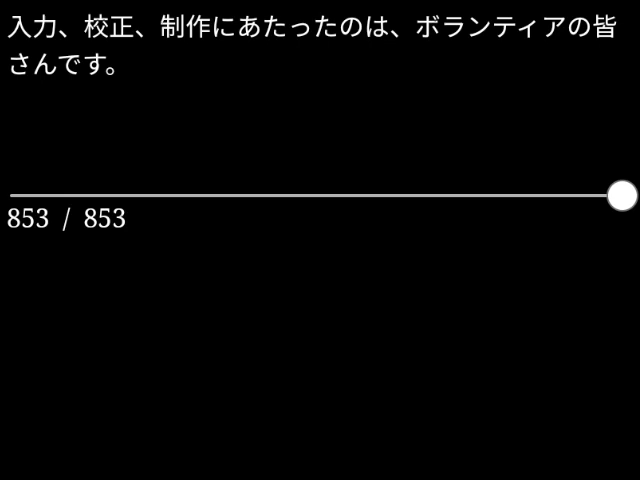 入力、校正、制作にあたったのは、ボランティアの皆
さんです。
853 / 853